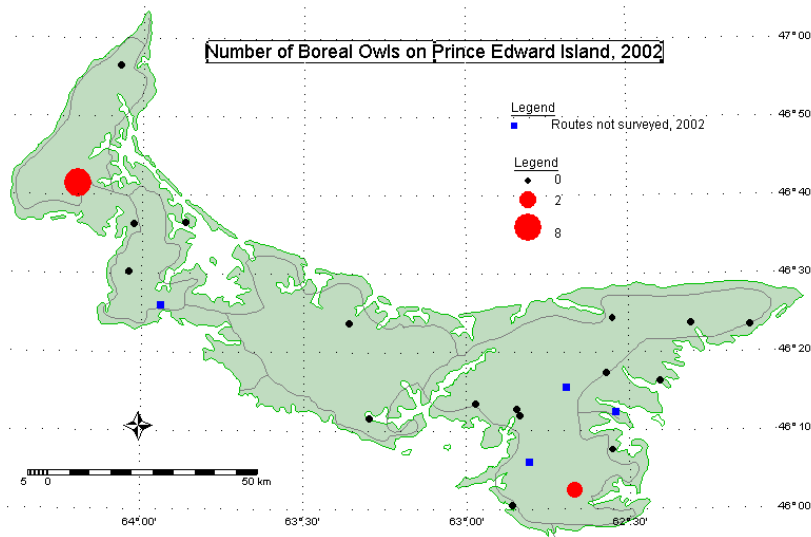 Number of Boreal Owls on Prince Edward Island, 2002
47°00
Legend
Routes not surveyed, 2002
46°50
Legend
0
2
8
46°40
46°30
46°20
46°10
5 0 50 km
46°00
64°00 63°30 63°00' 62°30'